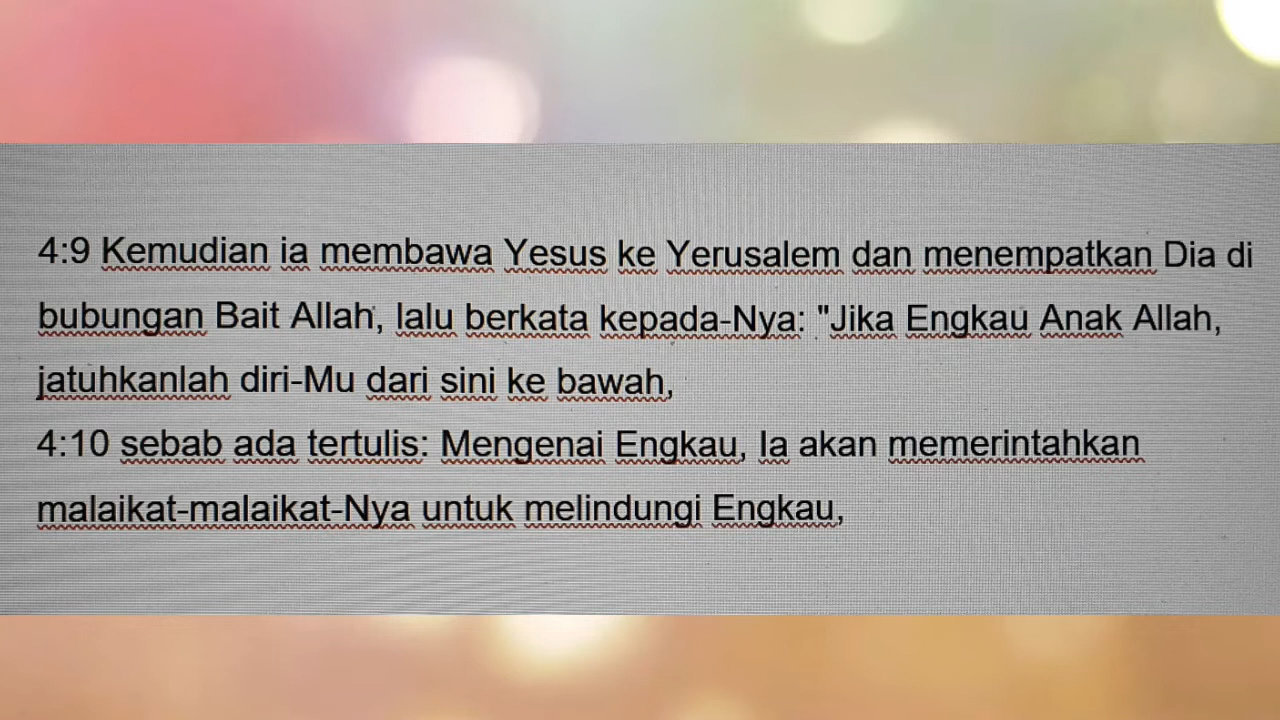 4:9 Kemudian ia membawa Yesus ke Yerusalem dan menempatkan Dia di
bubungan Bait Allah, lalu berkata kepada-Nya: "Jika Engkau Anak Allah,
jatuhkanlah diri-Mu dari sini ke bawah,
4:10 sebab ada tertulis: Mengenai Engkau, Ia akan memerintahkan
malaikat-malaikat-Nya untuk melindungi Engkau,